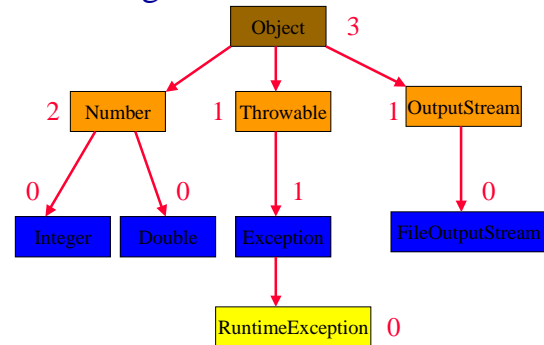 Object 3
2 Number 1 Throwable 1 OutputStream
0 0 1 0
Integer Double Exception FileOutputStream
RuntimeException 0